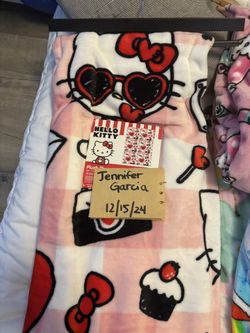 HELLO
KITTY
Jennifer
Garcia
12/15/24